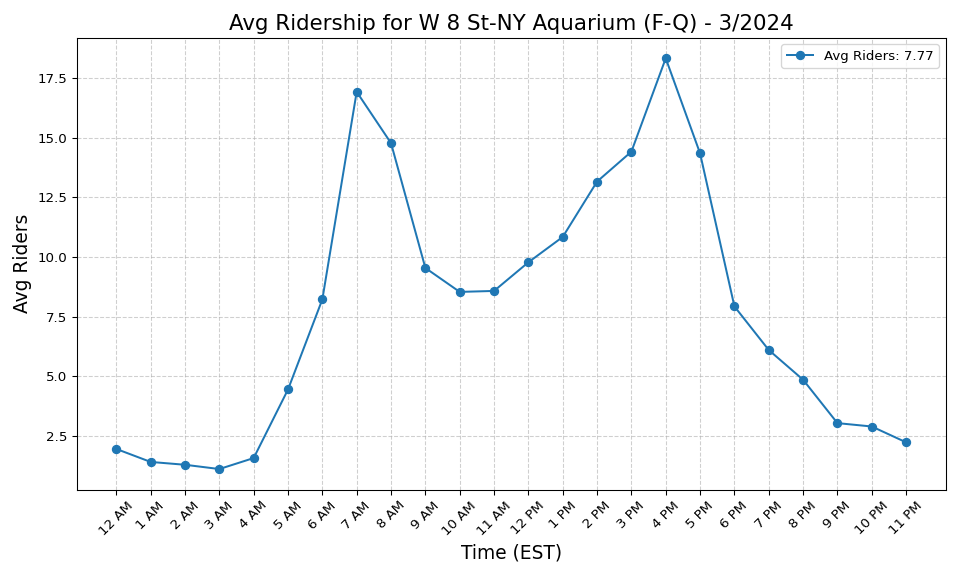 Avg Ridership for W 8 St-NY Aquarium (F-Q) - 3/2024
Avg Riders: 7.77
Avg Riders
17.5
15.0
12.5
10.0
7.5
5.0
2.5
12 AM 1 AM 2 AM 3 AM 4 AM 5 AM 6 AM 7 AM 8 AM 9 AM 10 AM 11 AM 12 PM 1 PM 2 PM 3 PM 4 PM 5 PM 6 PM 7 PM 8 PM 9 PM 10 PM 11 PM
Time (EST)